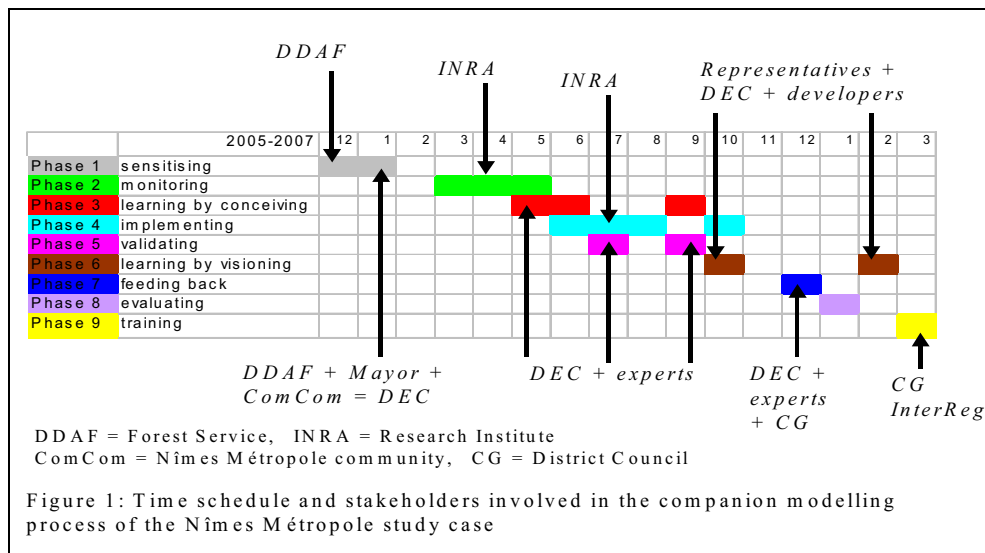 DDAF
INRA
INRA
Representatives +
DEC + developers
2005-2007 12 1 2 3 4 5 6 7 8 9 10 11 12 1 2 3
Phase 1 sensitising
Phase 2 monitoring
Phase 3 learning by conceiving
Phase 4 implementing
Phase 5 validating
Phase 6 learning by visioning
Phase 7 feeding back
Phase 8 evaluating
Phase 9 training
DDAF + Mayor +
ComCom = DEC
DEC + experts
DEC +
experts
+ CG
CG
InterReg
DDAF = Forest Service, INRA = Research Institute
ComCom = Nîmes Métropole community, CG = District Council
Figure 1: Time schedule and stakeholders involved in the companion modelling
process of the Nîmes Métropole study case